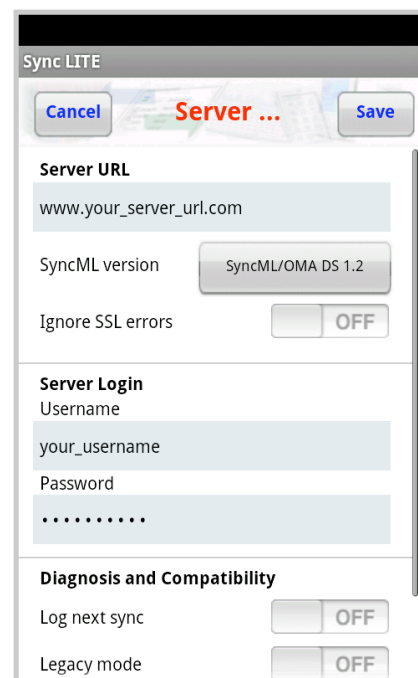 Sync LITE
Cancel Server ... Save
Server URL
www.your_server_url.com
SyncML version SyncML/OMA DS 1.2
Ignore SSL errors OFF
Server Login
Username
your_username
Password
••••••••••
Diagnosis and Compatibility
Log next sync OFF
Legacy mode OFF